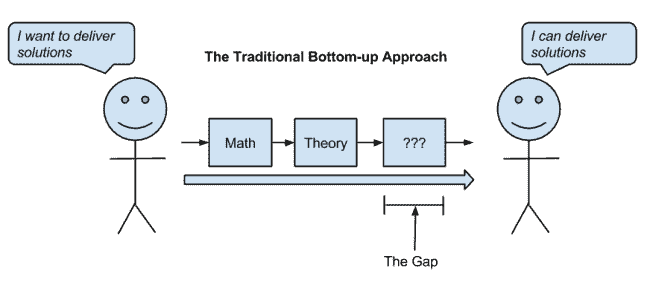 I want to deliver
solutions
I can deliver
solutions
The Traditional Bottom-up Approach
Math
Theory
???
The Gap